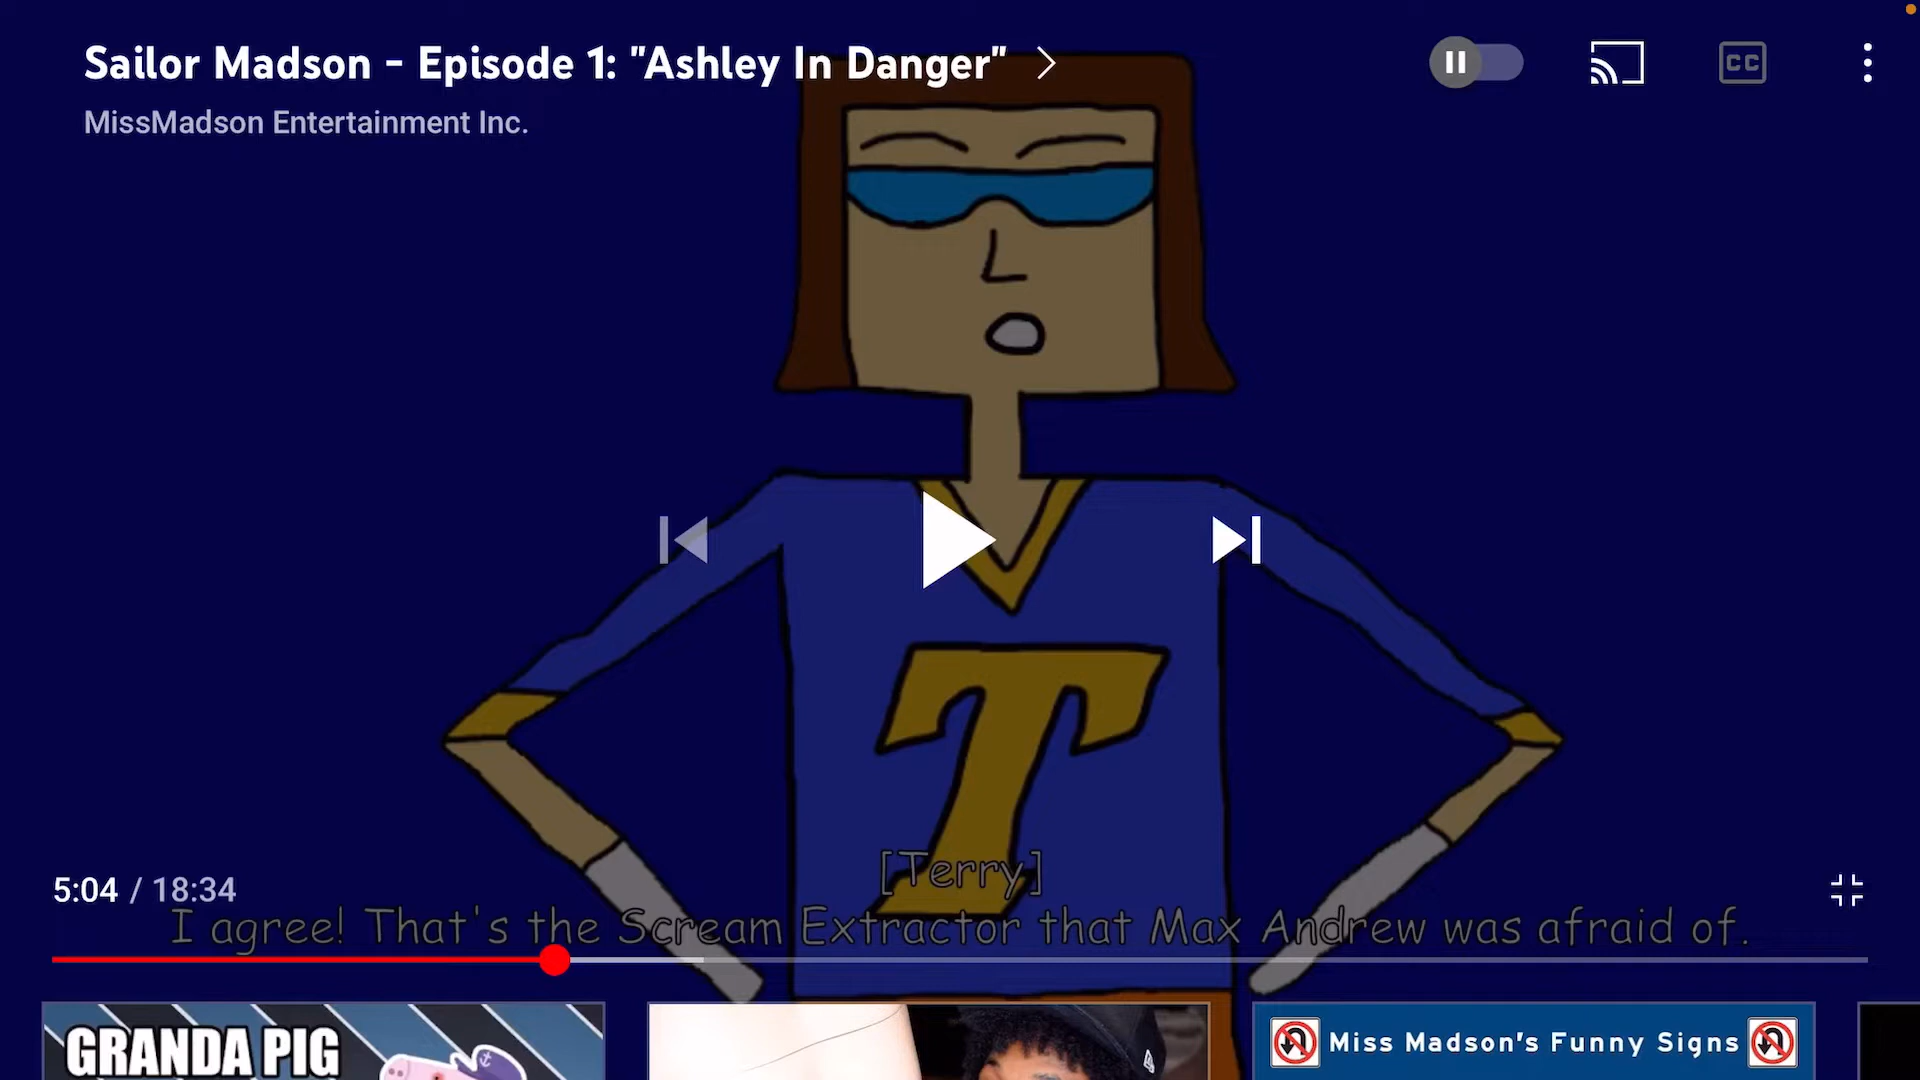 Sailor Madson - Episode 1: "Ashley In Danger"
MissMadson Entertainment Inc.
CC
T
[Terry]
I agree! That's the Scream Extractor that Max Andrew was afraid of.
5:04 / 18:34
GRANDA PIG
Miss Madson's Funny Signs